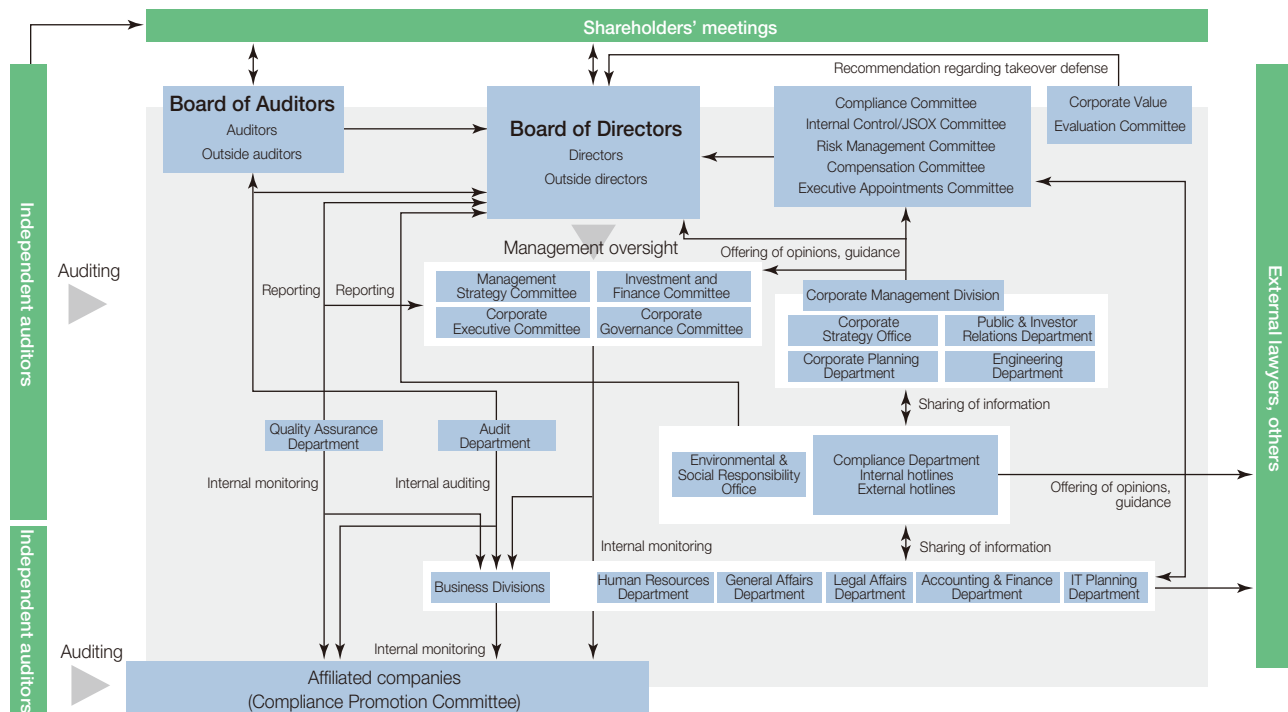 Shareholders’ meetings
Recommendation regarding takeover defense
Board of Auditors
Auditors
Outside auditors
Board of Directors
Directors
Outside directors
Compliance Committee
Internal Control/JSOX Committee
Risk Management Committee
Compensation Committee
Executive Appointments Committee
Corporate Value
Evaluation Committee
Independent auditors
Auditing
Management oversight
Offering of opinions, guidance
Reporting
Reporting
Management
Strategy Committee
Investment and
Finance Committee
Corporate
Executive Committee
Corporate
Governance Committee
Corporate Management Division
Corporate
Strategy Office
Public & Investor
Relations Department
Corporate Planning
Department
Engineering
Department
External lawyers, others
Sharing of information
Quality Assurance
Department
Audit
Department
Environmental &
Social Responsibility
Office
Compliance Department
Internal hotlines
External hotlines
Internal monitoring
Internal auditing
Offering of opinions,
guidance
Independent auditors
Internal monitoring
Sharing of information
Business Divisions
Human Resources
Department
General Affairs
Department
Legal Affairs
Department
Accounting & Finance
Department
IT Planning
Department
Auditing
Internal monitoring
Affiliated companies
(Compliance Promotion Committee)